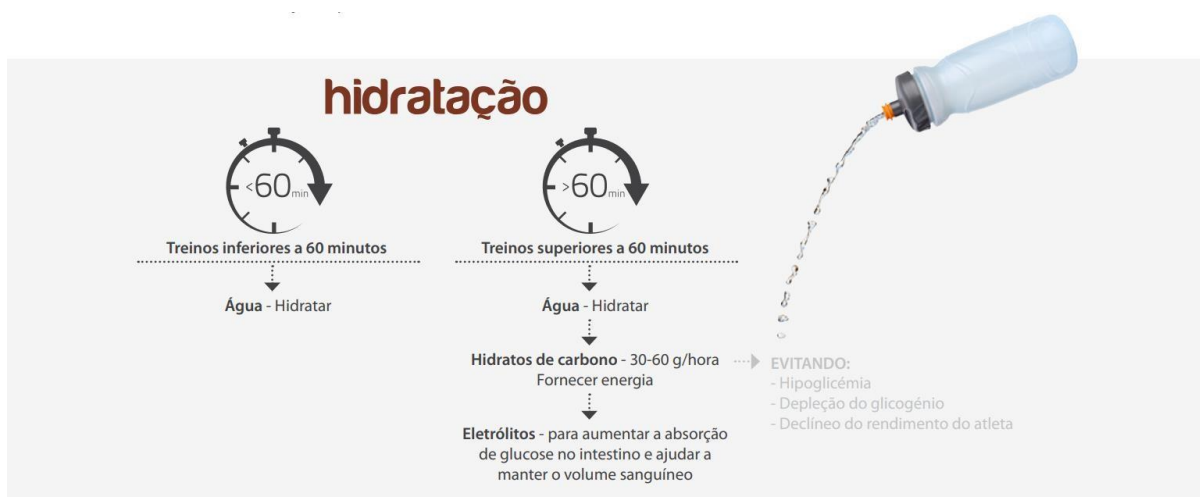 hidratação
<60 min
Treinos inferiores a 60 minutos
Água - Hidratar
>60 min
Treinos superiores a 60 minutos
Água - Hidratar
Hidratos de carbono - 30-60 g/hora
Fornecer energia
EVITANDO:
- Hipoglicémia
- Depleção do glicogénio
- Declíneo do rendimento do atleta
Eletrólitos - para aumentar a absorção
de glucose no intestino e ajudar a
manter o volume sanguíneo